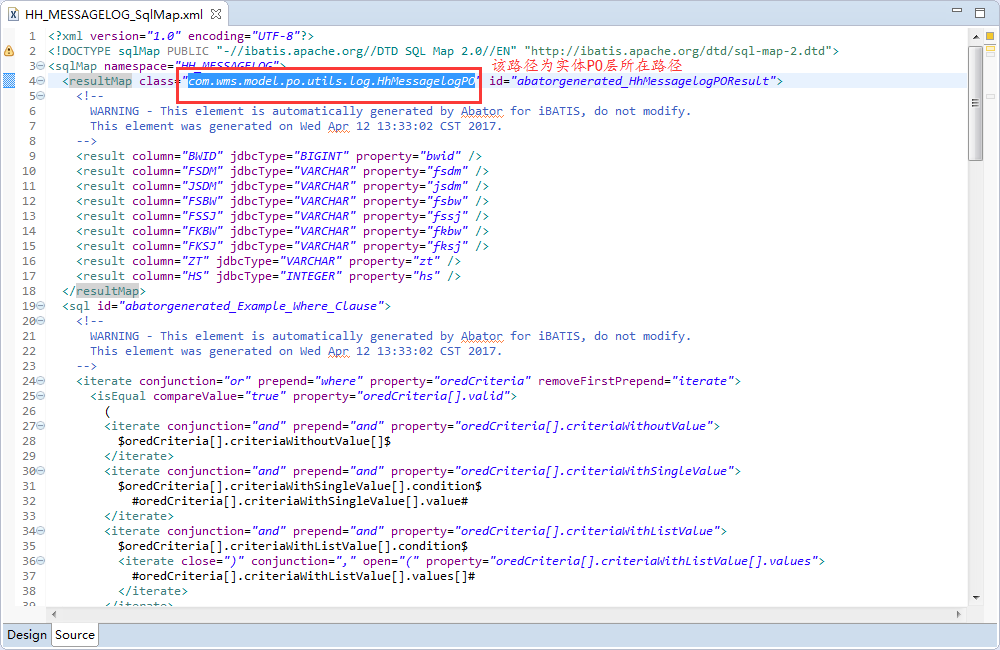 HH_MESSAGELOG_SqlMap.xml
1 <?xml version="1.0" encoding="UTF-8"?>
2 <!DOCTYPE sqlMap PUBLIC "-//ibatis.apache.org//DTD SQL Map 2.0//EN" "http://ibatis.apache.org/dtd/sql-map-2.dtd">
3 <sqlMap namespace="HH_MESSAGELOG">
该路径为实体PO层所在路径
4 <resultMap class="com.wms.model.po.utils.log.HhMessagelogPO" id="abatorgenerated_HhMessagelogPOResult">
5 <!--
6 WARNING - This element is automatically generated by Abator for iBATIS, do not modify.
7 This element was generated on Wed Apr 12 13:33:02 CST 2017.
8 -->
9 <result column="BWID" jdbcType="BIGINT" property="bwid" />
10 <result column="FSDM" jdbcType="VARCHAR" property="fsdm" />
11 <result column="JSDM" jdbcType="VARCHAR" property="jsdm" />
12 <result column="FSBW" jdbcType="VARCHAR" property="fsbw" />
13 <result column="FSSJ" jdbcType="VARCHAR" property="fssj" />
14 <result column="FKBW" jdbcType="VARCHAR" property="fkbw" />
15 <result column="FKSJ" jdbcType="VARCHAR" property="fksj" />
16 <result column="ZT" jdbcType="VARCHAR" property="zt" />
17 <result column="HS" jdbcType="INTEGER" property="hs" />
18 </resultMap>
19 <sql id="abatorgenerated_Example_Where_Clause">
20 <!--
21 WARNING - This element is automatically generated by Abator for iBATIS, do not modify.
22 This element was generated on Wed Apr 12 13:33:02 CST 2017.
23 -->
24 <iterate conjunction="or" prepend="where" property="oredCriteria" removeFirstPrepend="iterate">
25 <isEqual compareValue="true" property="oredCriteria[].valid">
26 (
27 <iterate conjunction="and" prepend="and" property="oredCriteria[].criteriaWithoutValue">
28 $oredCriteria[].criteriaWithoutValue[]$
29 </iterate>
30 <iterate conjunction="and" prepend="and" property="oredCriteria[].criteriaWithSingleValue">
31 $oredCriteria[].criteriaWithSingleValue[].condition$
32 #oredCriteria[].criteriaWithSingleValue[].value#
33 </iterate>
34 <iterate conjunction="and" prepend="and" property="oredCriteria[].criteriaWithListValue">
35 $oredCriteria[].criteriaWithListValue[].condition$
36 <iterate close=")" conjunction="," open="(" property="oredCriteria[].criteriaWithListValue[].values">
37 #oredCriteria[].criteriaWithListValue[].values[]#
38 </iterate>
39 </iterate>
Design Source